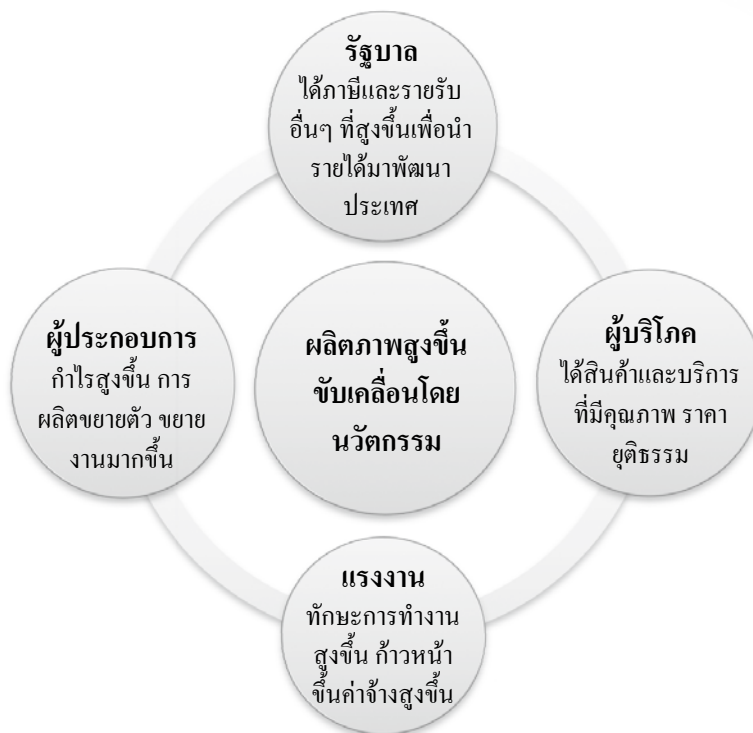 รัฐบาล
ได้ภาษีและรายรับ
อื่นๆ ที่สูงขึ้นเพื่อนำ
รายได้มาพัฒนา
ประเทศ
ผู้ประกอบการ
กำไรสูงขึ้น การ
ผลิตขยายตัว ขยาย
งานมากขึ้น
ผลิตภาพสูงขึ้น
ขับเคลื่อนโดย
นวัตกรรม
ผู้บริโภค
ได้สินค้าและบริการ
ที่มีคุณภาพ ราคา
ยุติธรรม
แรงงาน
ทักษะการทำงาน
สูงขึ้น ก้าวหน้า
ขึ้นค่าจ้างสูงขึ้น